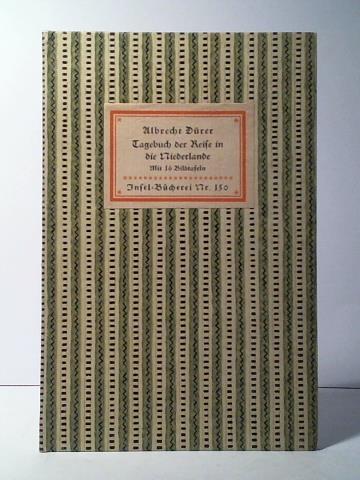 Albrecht Dürer
Tagebuch der Reise in
die Niederlande
Mit 16 Bildtafeln
Insel-Bücherei Nr. 150